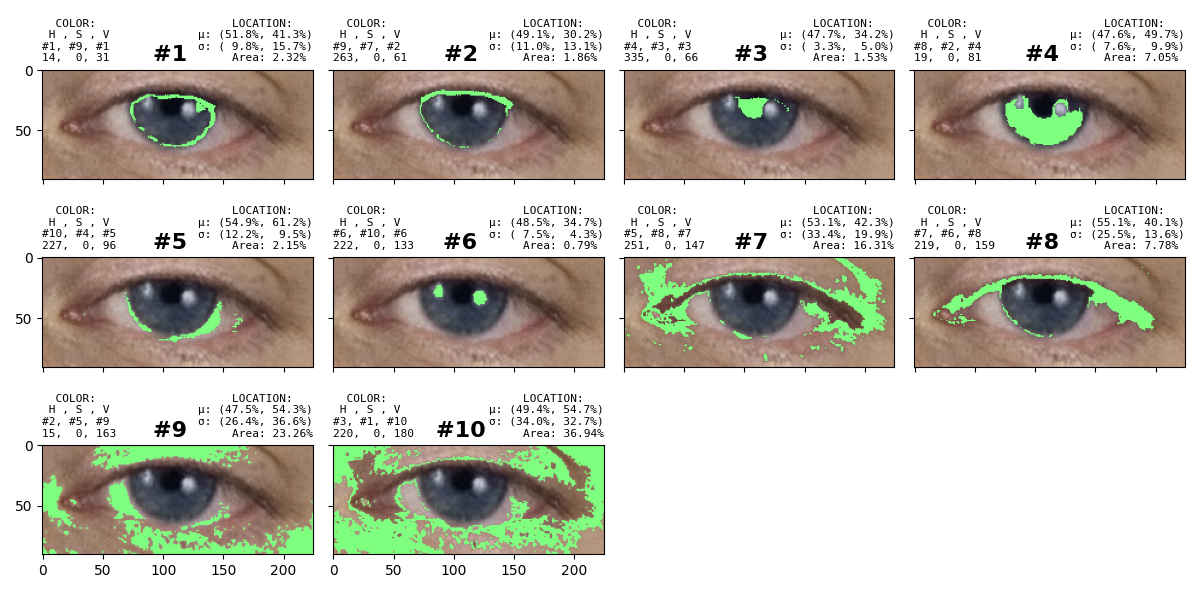 COLOR:
H , S , V
#1, #9, #1
14,  0, 31
#1
LOCATION:
μ: (51.8%, 41.3%)
σ: ( 9.8%, 15.7%)
Area: 2.32%
COLOR:
H , S , V
#9, #7, #2
263,  0, 61
#2
LOCATION:
μ: (49.1%, 30.2%)
σ: (11.0%, 13.1%)
Area: 1.86%
COLOR:
H , S , V
#4, #3, #3
335,  0, 66
#3
LOCATION:
μ: (47.7%, 34.2%)
σ: ( 3.3%,  5.0%)
Area: 1.53%
COLOR:
H , S , V
#8, #2, #4
19,  0, 81
#4
LOCATION:
μ: (47.6%, 49.7%)
σ: ( 7.6%,  9.9%)
Area: 7.05%
0
50
COLOR:
H , S , V
#10, #4, #5
227,  0, 96
#5
LOCATION:
μ: (54.9%, 61.2%)
σ: (12.2%,  9.5%)
Area: 2.15%
COLOR:
H , S , V
#6, #10, #6
222,  0, 133
#6
LOCATION:
μ: (48.5%, 34.7%)
σ: ( 7.5%,  4.3%)
Area: 0.79%
COLOR:
H , S , V
#5, #8, #7
251,  0, 147
#7
LOCATION:
μ: (53.1%, 42.3%)
σ: (33.4%, 19.9%)
Area: 16.31%
COLOR:
H , S , V
#7, #6, #8
219,  0, 159
#8
LOCATION:
μ: (55.1%, 40.1%)
σ: (25.5%, 13.6%)
Area: 7.78%
0
50
COLOR:
H , S , V
#2, #5, #9
15,  0, 163
#9
LOCATION:
μ: (47.5%, 54.3%)
σ: (26.4%, 36.6%)
Area: 23.26%
COLOR:
H , S , V
#3, #1, #10
220,  0, 180
#10
LOCATION:
μ: (49.4%, 54.7%)
σ: (34.0%, 32.7%)
Area: 36.94%
0
50
0 50 100 150 200
0 50 100 150 200